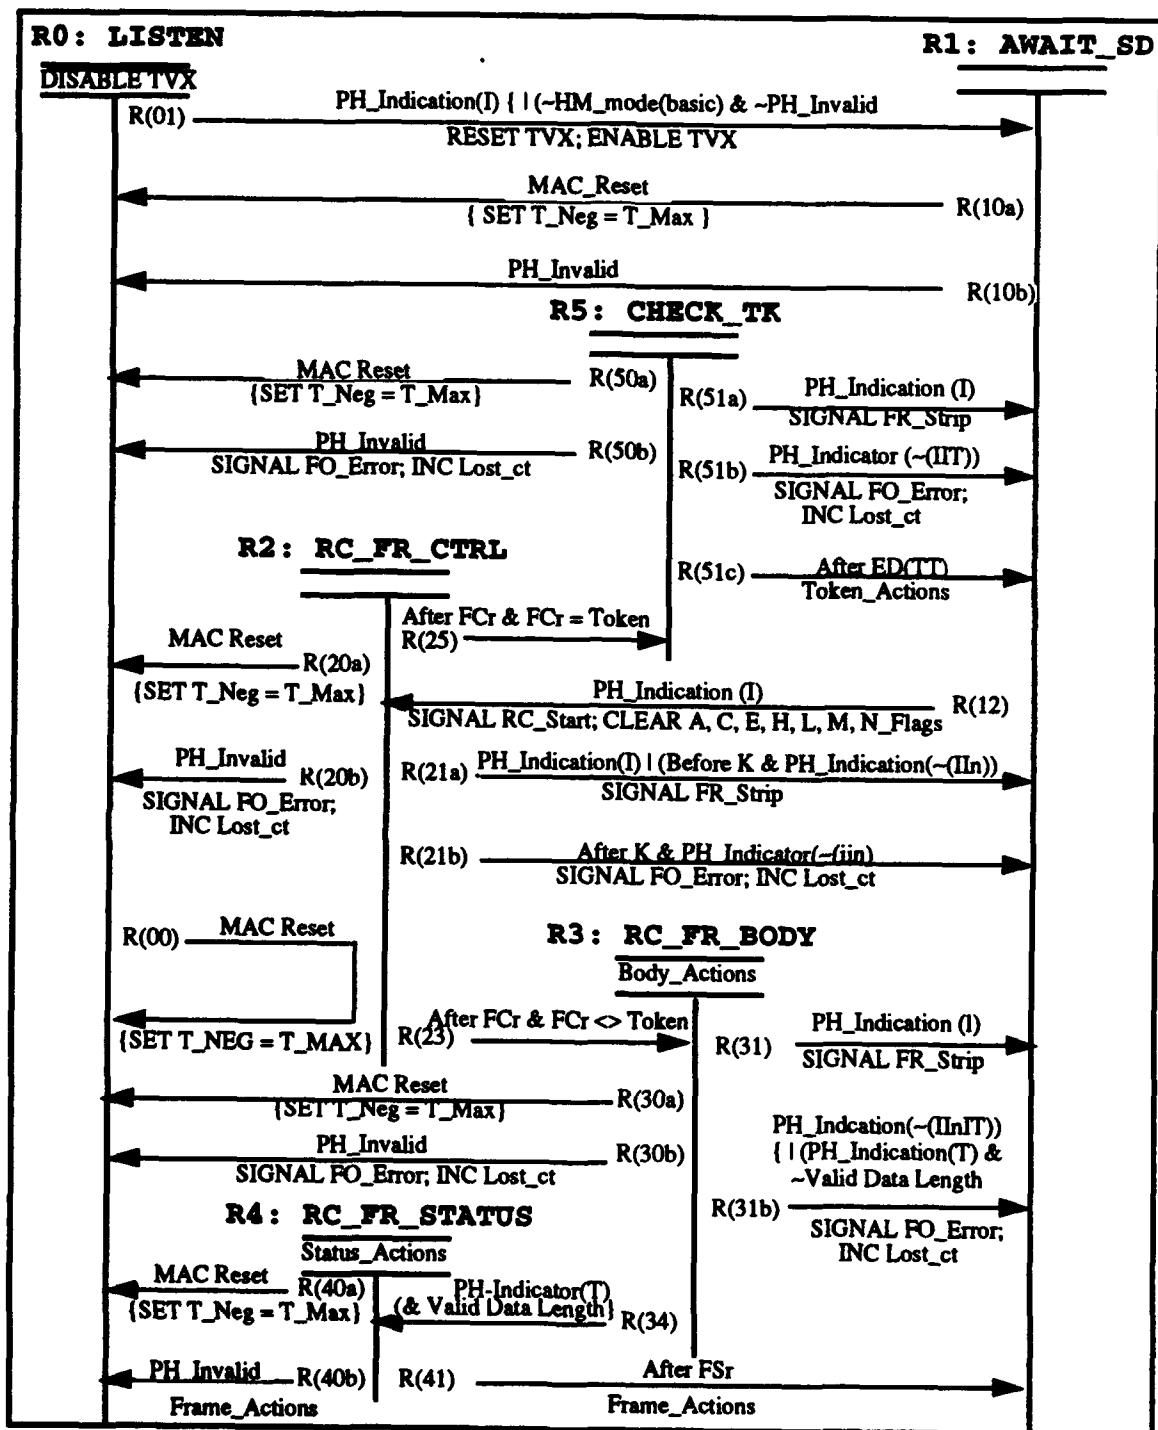 R0: LISTEN
R1: AWAIT_SD
DISABLE TVX
PH_Indication(I) { | (~HM_mode(basic) & ~PH_Invalid
R(01)
RESET TVX; ENABLE TVX
MAC_Reset
R(10a)
{ SET T_Neg = T_Max }
PH_Invalid
R(10b)
R5: CHECK_TK
MAC Reset
R(50a)
{SET T_Neg = T_Max}
R(51a)
PH_Indication (I)
SIGNAL FR_Strip
PH_Invalid
R(50b)
SIGNAL FO_Error; INC Lost_ct
R(51b)
PH_Indicator (~(IIT))
SIGNAL FO_Error;
INC Lost_ct
R2: RC_FR_CTRL
R(51c)
After ED(TT)
Token_Actions
After FCr & FCr = Token
R(25)
MAC Reset
R(20a)
{SET T_Neg = T_Max}
PH_Indication (I)
R(12)
SIGNAL RC_Start; CLEAR A, C, E, H, L, M, N_Flags
PH_Invalid
R(20b)
SIGNAL FO_Error;
INC Lost_ct
R(21a)
PH_Indication(I) | (Before K & PH_Indication(~(IIn))
SIGNAL FR_Strip
R(21b)
After K & PH_Indicator(~(iin)
SIGNAL FO_Error; INC Lost_ct
R(00)
MAC Reset
{SET T_NEG = T_MAX}
R3: RC_FR_BODY
Body_Actions
After FCr & FCr <> Token
R(23)
R(31)
PH_Indication (I)
SIGNAL FR_Strip
MAC Reset
R(30a)
{SET T_Neg = T_Max}
PH_Invalid
R(30b)
SIGNAL FO_Error; INC Lost_ct
PH_Indcation(~(IInIT))
{ | (PH_Indication(T) &
~Valid Data Length
R(31b)
SIGNAL FO_Error;
INC Lost_ct
R4: RC_FR_STATUS
Status_Actions
MAC Reset
R(40a)
{SET T_Neg = T_Max}
PH-Indicator(T)
(& Valid Data Length}
R(34)
PH_Invalid
R(40b)
Frame_Actions
R(41)
After FSr
Frame_Actions